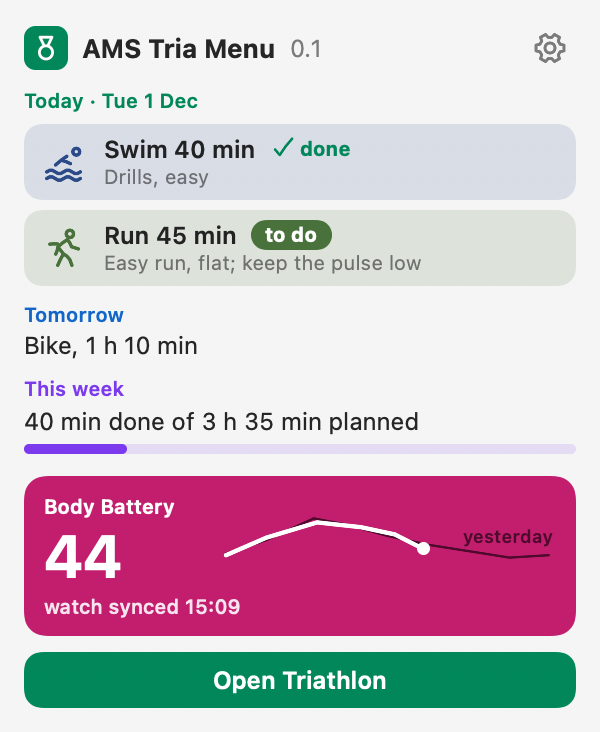 AMS Tria Menu 0.1
Today · Tue 1 Dec
Swim 40 min done
Drills, easy
Run 45 min to do
Easy run, flat; keep the pulse low
Tomorrow
Bike, 1 h 10 min
This week
40 min done of 3 h 35 min planned
Body Battery
44
yesterday
watch synced 15:09
Open Triathlon